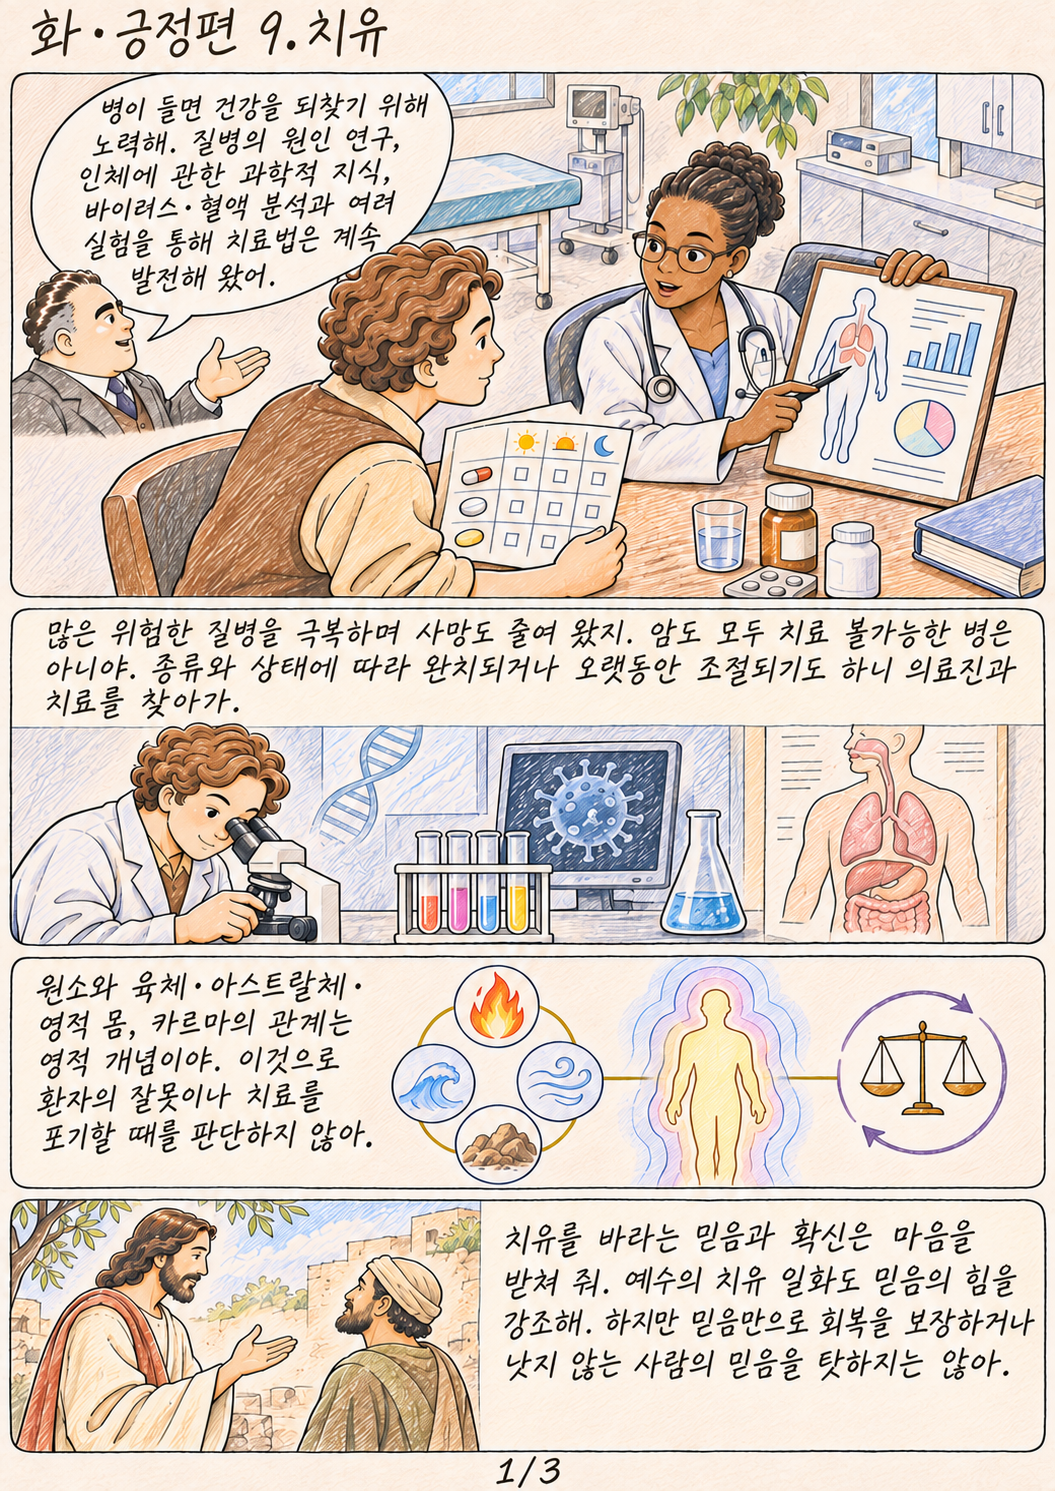 화·긍정편 9. 치유
병이 들면 건강을 되찾기 위해
노력해. 질병의 원인 연구,
인체에 관한 과학적 지식,
바이러스·혈액 분석과 여러
실험을 통해 치료법은 계속
발전해 왔어.
많은 위험한 질병을 극복하며 사망도 줄여 왔지. 암도 모두 치료 불가능한 병은
아니야. 종류와 상태에 따라 완치되거나 오랫동안 조절되기도 하니 의료진과
치료를 찾아가.
원소와 육체·아스트랄체·
영적 몸, 카르마의 관계는
영적 개념이야. 이것으로
환자의 잘못이나 치료를
포기할 때를 판단하지 않아.
치유를 바라는 믿음과 확신은 마음을
받쳐 줘. 예수의 치유 일화도 믿음의 힘을
강조해. 하지만 믿음만으로 회복을 보장하거나
낫지 않는 사람의 믿음을 탓하지는 않아.
1/3